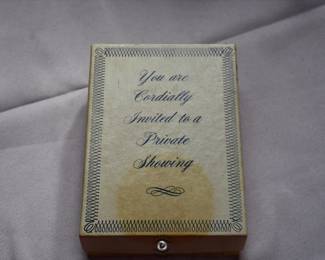 You are
Cordially
Invited to a
Private
Showing